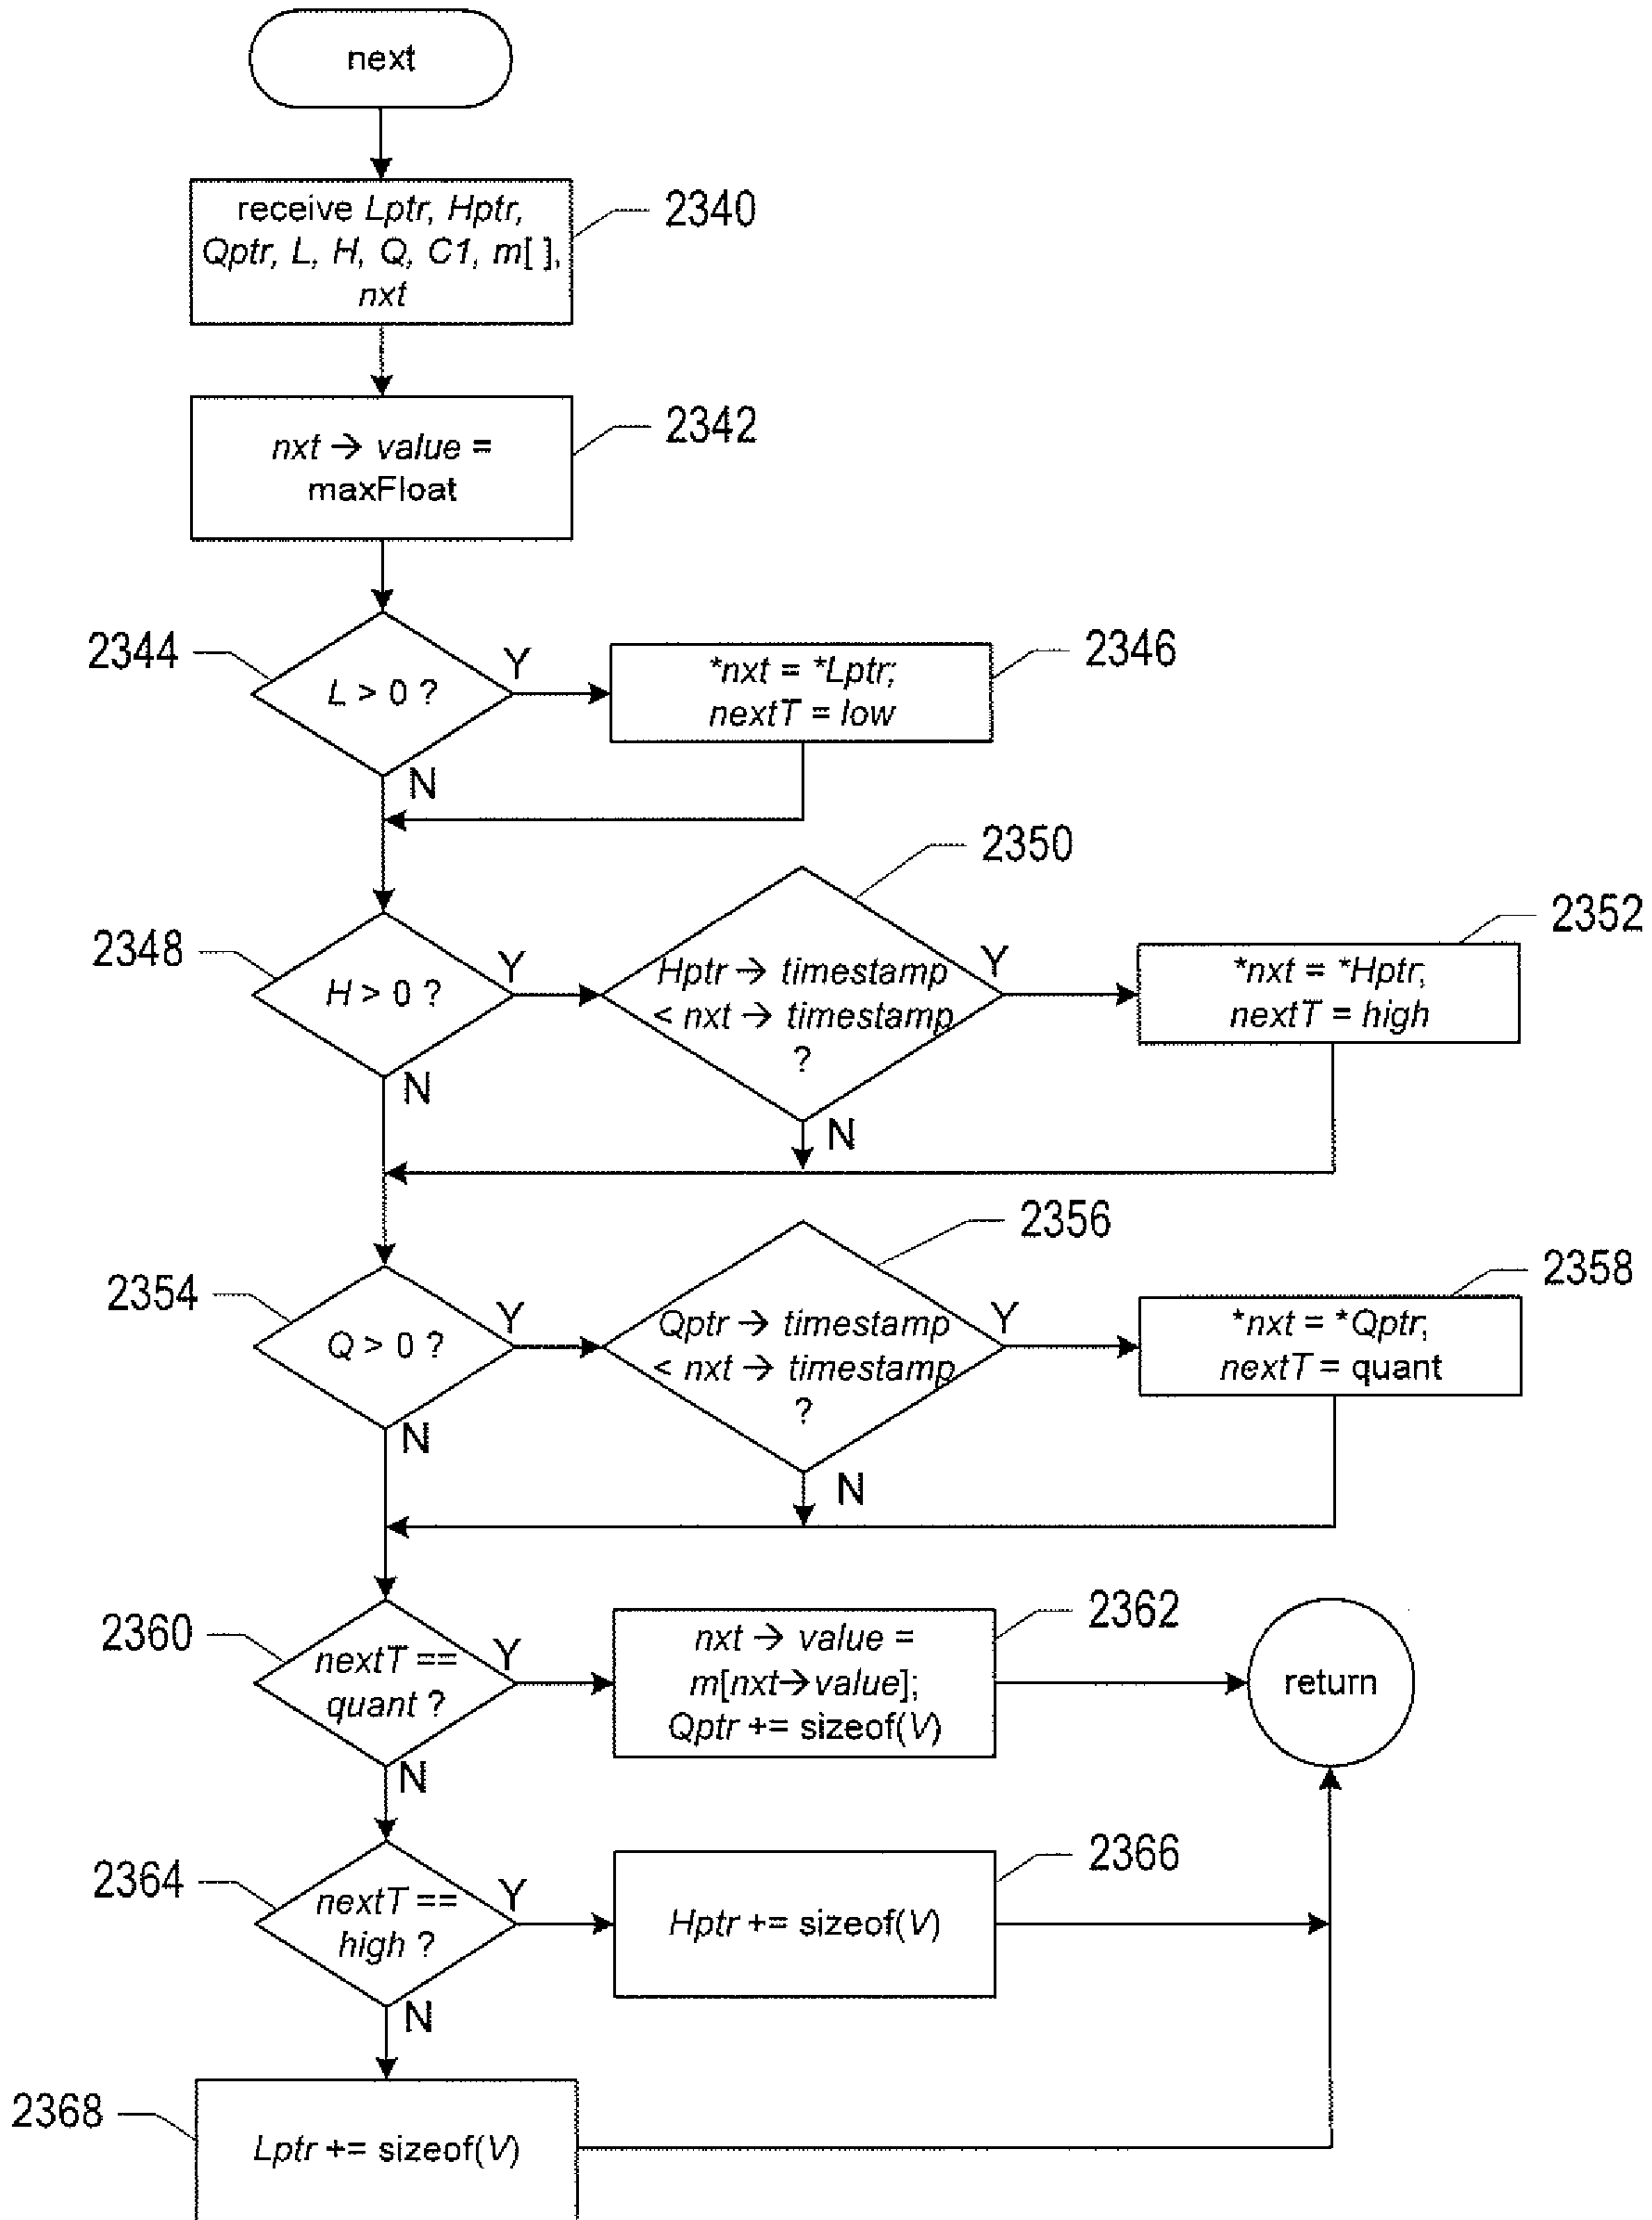 next
receive Lptr, Hptr,
Qptr, L, H, Q, C1, m[ ],
nxt
2340
nxt → value =
maxFloat
2342
2344
L > 0 ?
Y
N
*nxt = *Lptr;
nextT = low
2346
2348
H > 0 ?
Y
N
2350
Hptr → timestamp
< nxt → timestamp
?
Y
N
2352
*nxt = *Hptr,
nextT = high
2354
Q > 0 ?
Y
N
2356
Qptr → timestamp
< nxt → timestamp
?
Y
N
2358
*nxt = *Qptr,
nextT = quant
2360
nextT ==
quant ?
Y
N
2362
nxt → value =
m[nxt→value];
Qptr += sizeof(V)
return
2364
nextT ==
high ?
Y
N
2366
Hptr += sizeof(V)
2368
Lptr += sizeof(V)